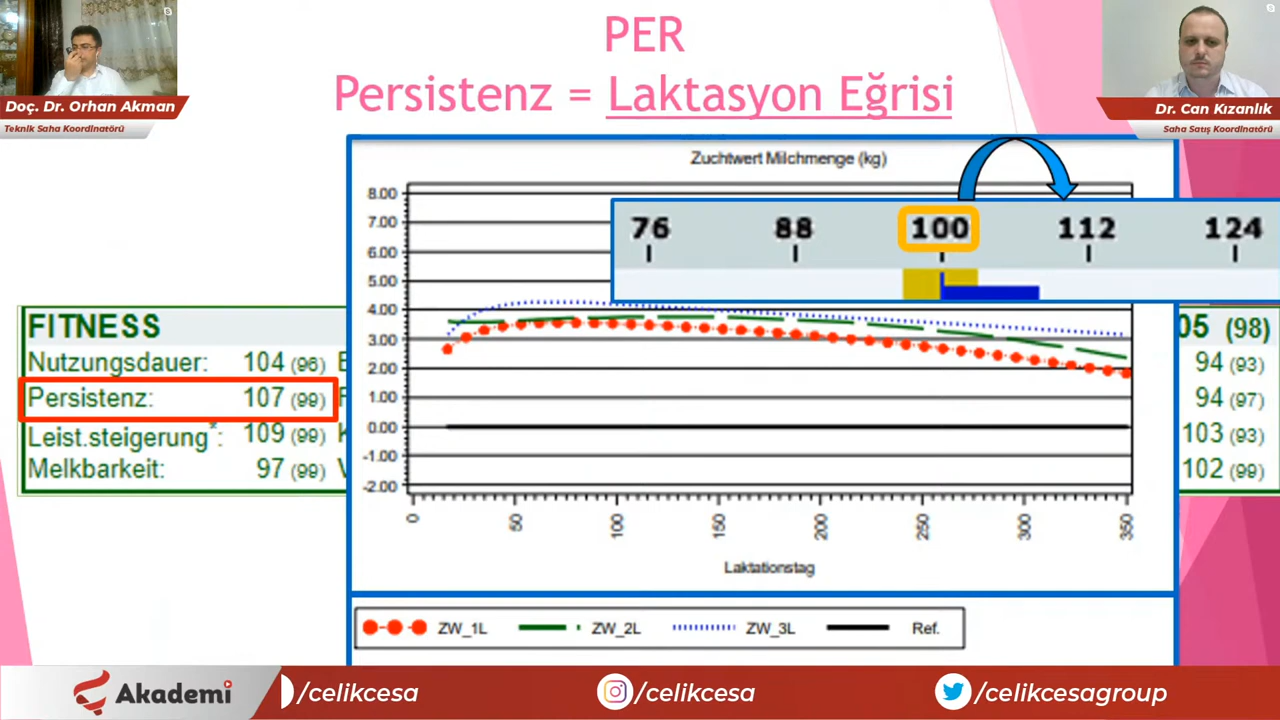 PER
Persistenz = Laktasyon Eğrisi
Doç. Dr. Orhan Akman
Teknik Saha Koordinatörü
Dr. Can Kızanlık
Saha Satış Koordinatörü
Zuchtwert Milchmenge (kg)
76 88 100 112 124
8.00
7.00
6.00
5.00
4.00
3.00
2.00
1.00
0.00
-1.00
-2.00
0 50 100 150 200 250 300 350
Laktationstag
ZW_1L ZW_2L ZW_3L Ref.
FITNESS
Nutzungsdauer: 104 (96)
Persistenz: 107 (99)
Leist.steigerung*: 109 (99)
Melkbarkeit: 97 (99)
05 (98)
94 (93)
94 (97)
103 (93)
102 (99)
Akademi
/celikcesa
/celikcesa
/celikcesagroup